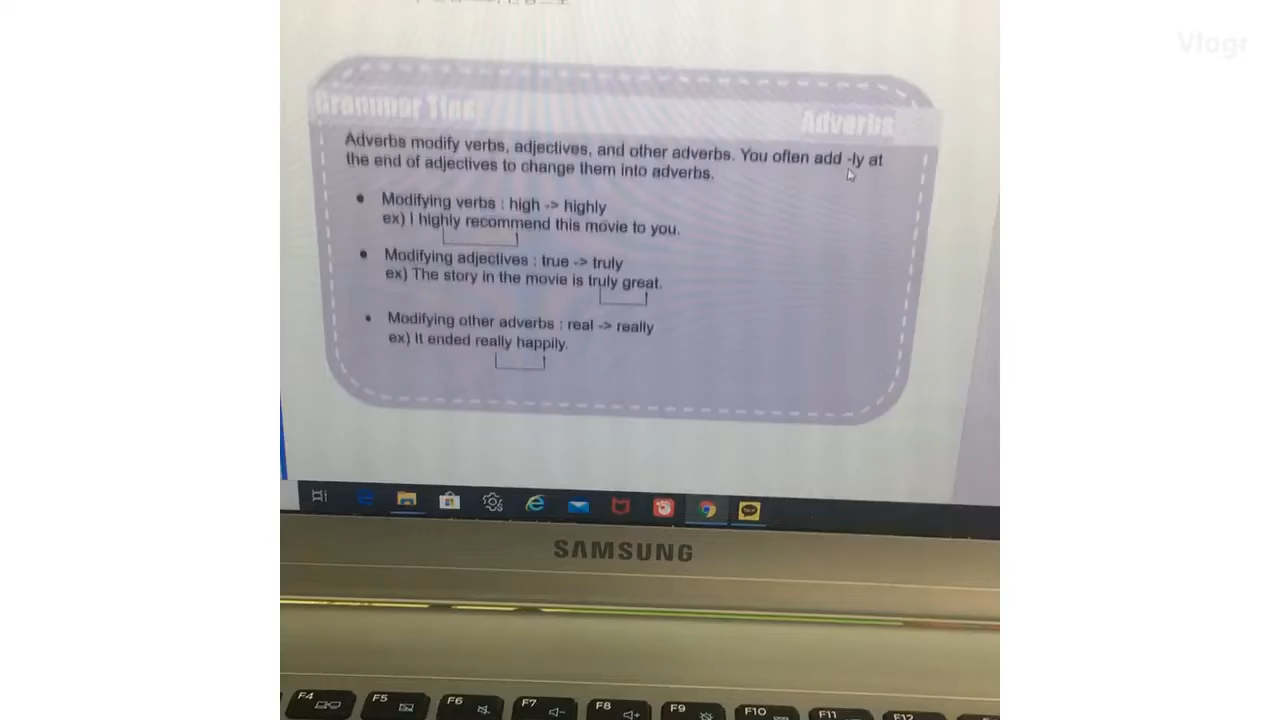 Vlogr
Grammar Tips
Adverbs
Adverbs modify verbs, adjectives, and other adverbs. You often add -ly at
the end of adjectives to change them into adverbs.
• Modifying verbs : high -> highly
ex) I highly recommend this movie to you.
• Modifying adjectives : true -> truly
ex) The story in the movie is truly great.
• Modifying other adverbs : real -> really
ex) It ended really happily.
SAMSUNG
F4 F5 F6 F7 F8 F9 F10 F11 F12